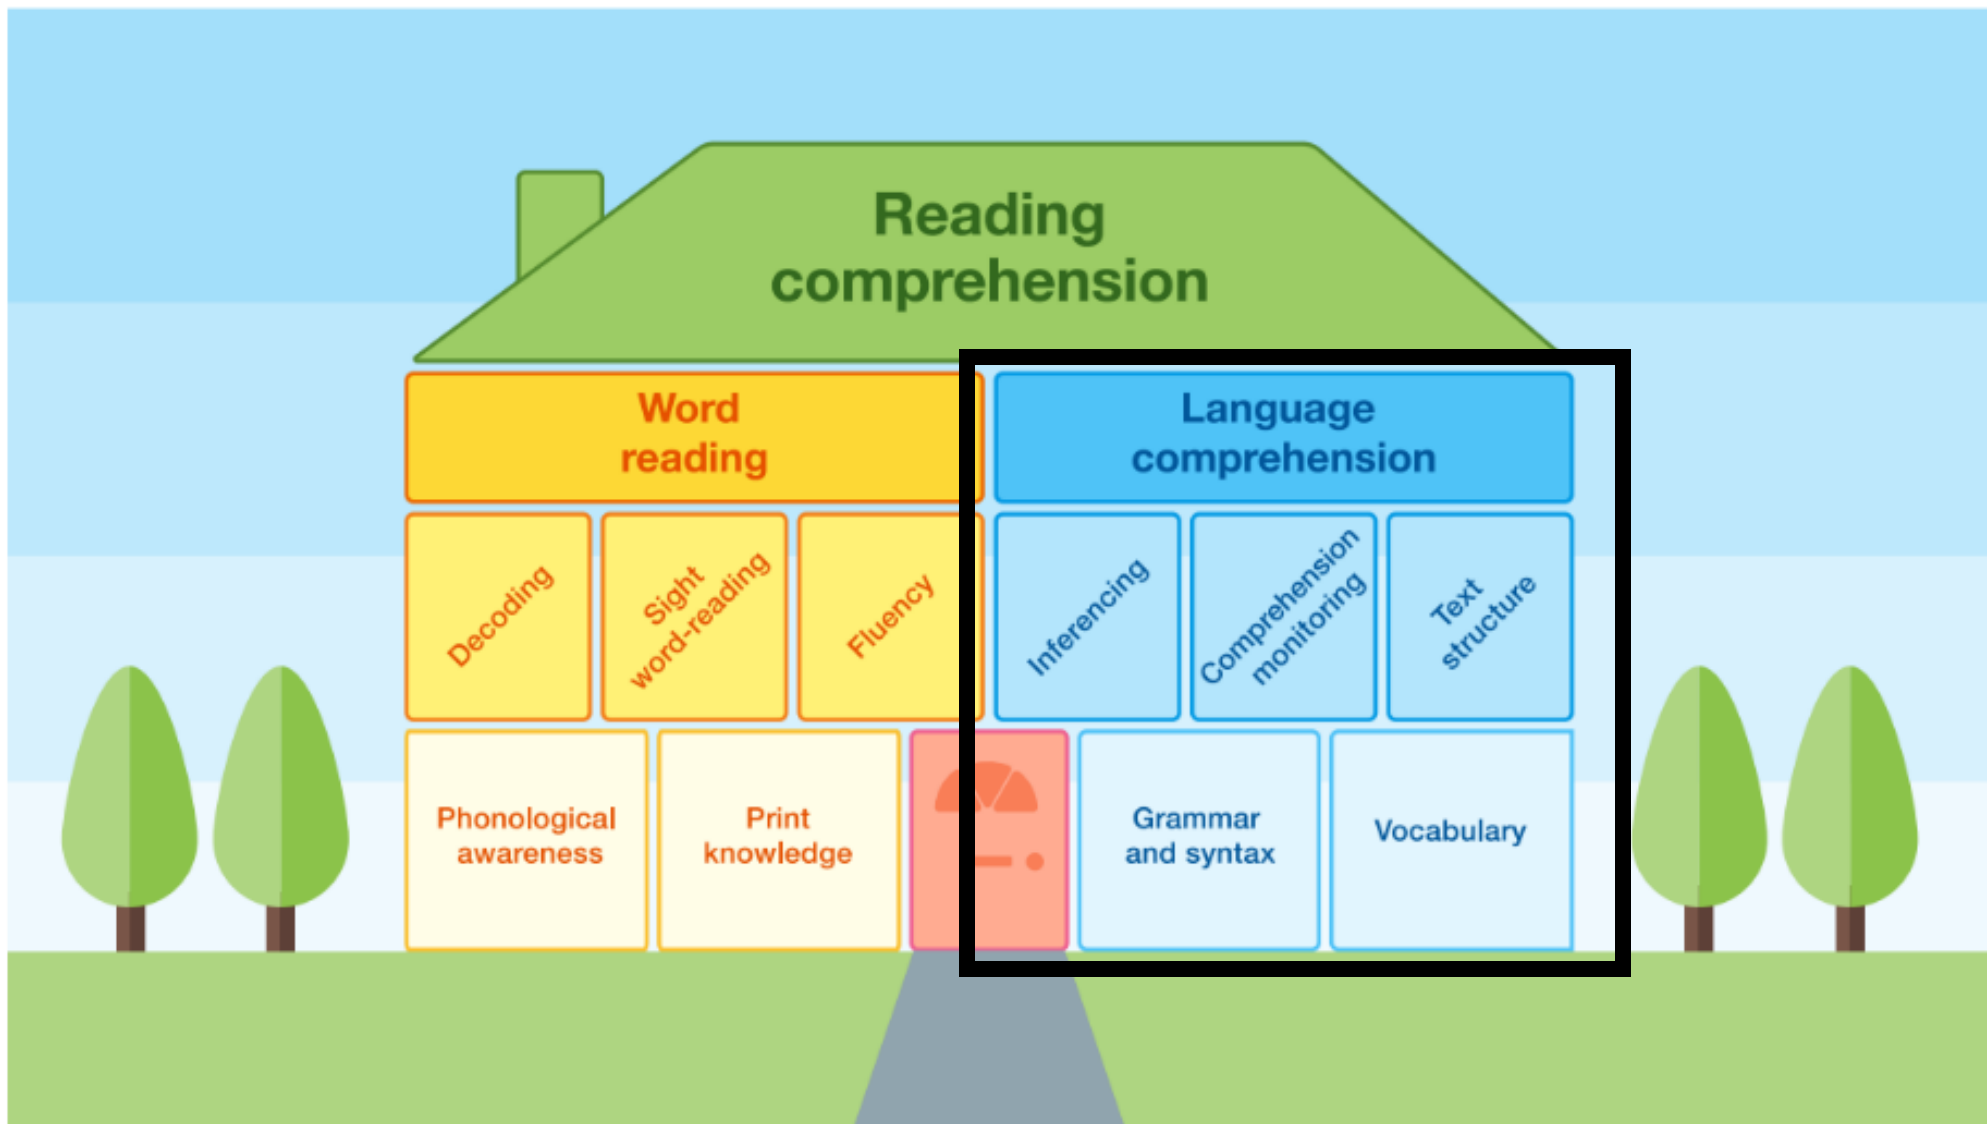 Reading
comprehension
Word
reading
Language
comprehension
Decoding
Sight
word-reading
Fluency
Inferencing
Comprehension
monitoring
Text
structure
Phonological
awareness
Print
knowledge
Grammar
and syntax
Vocabulary